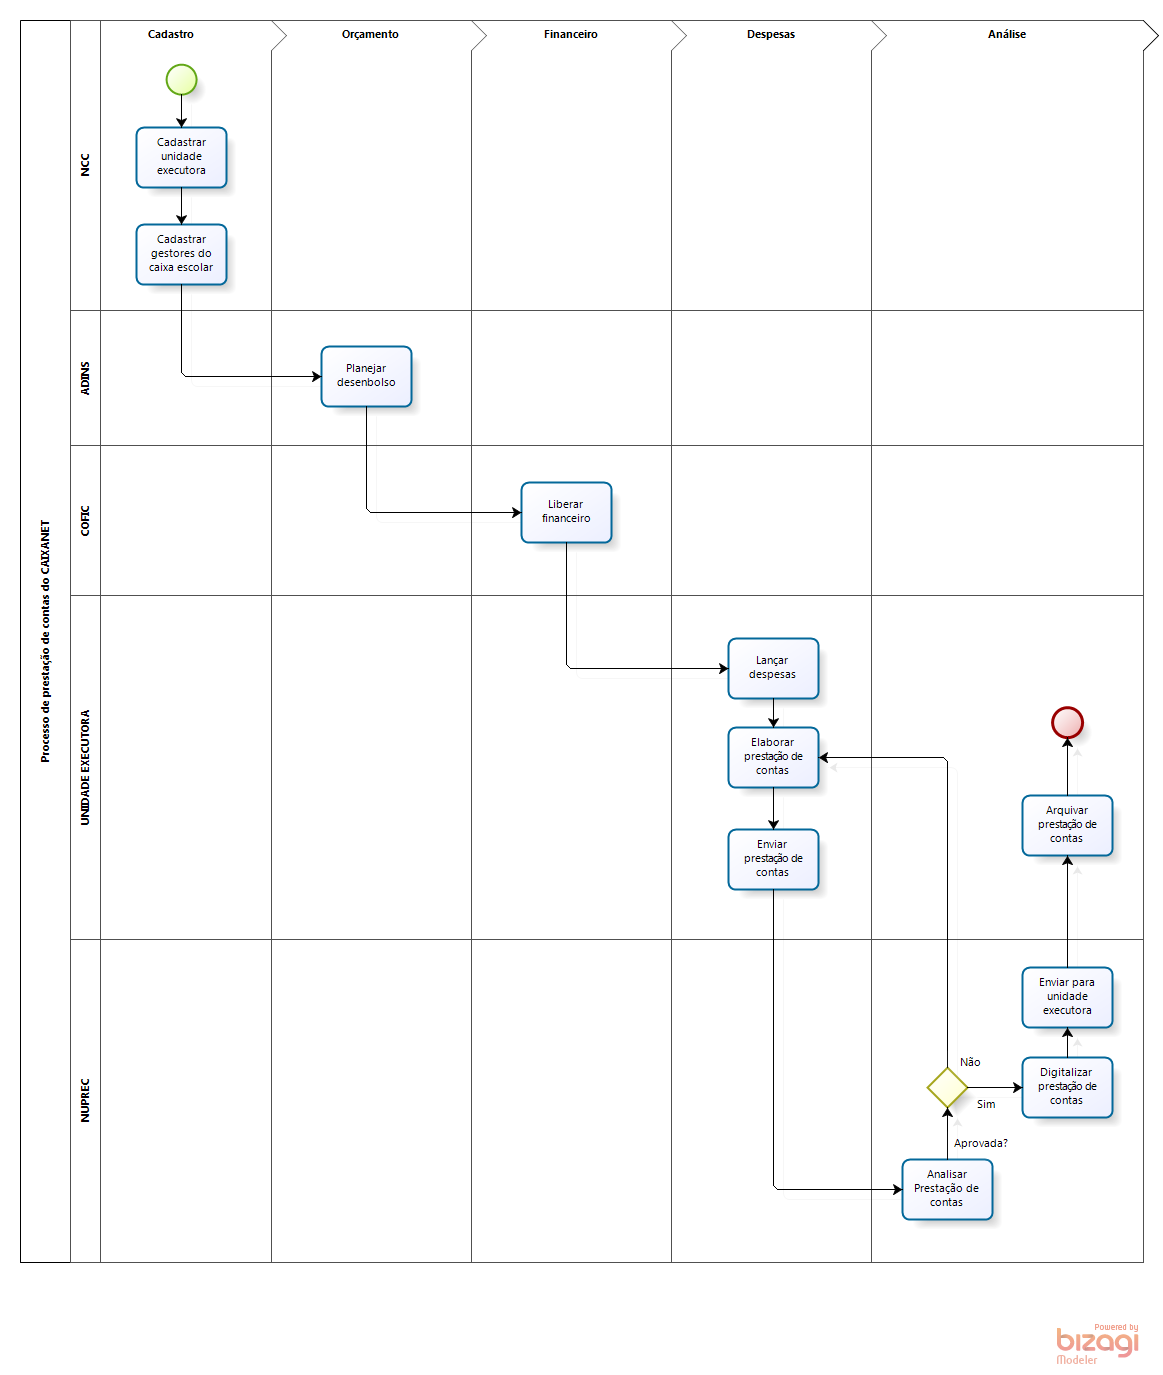 Cadastro
Orçamento
Financeiro
Despesas
Análise
Processo de prestação de contas do CAIXANET
NCC
Cadastrar
unidade
executora
Cadastrar
gestores do
caixa escolar
ADINS
Planejar
desenbolso
COFIC
Liberar
financeiro
UNIDADE EXECUTORA
Lançar
despesas
Elaborar
prestação de
contas
Enviar
prestação de
contas
Arquivar
prestação de
contas
NUPREC
Enviar para
unidade
executora
Não
Digitalizar
prestação de
contas
Sim
Aprovada?
Analisar
Prestação de
contas
Powered by
bizagi
Modeler